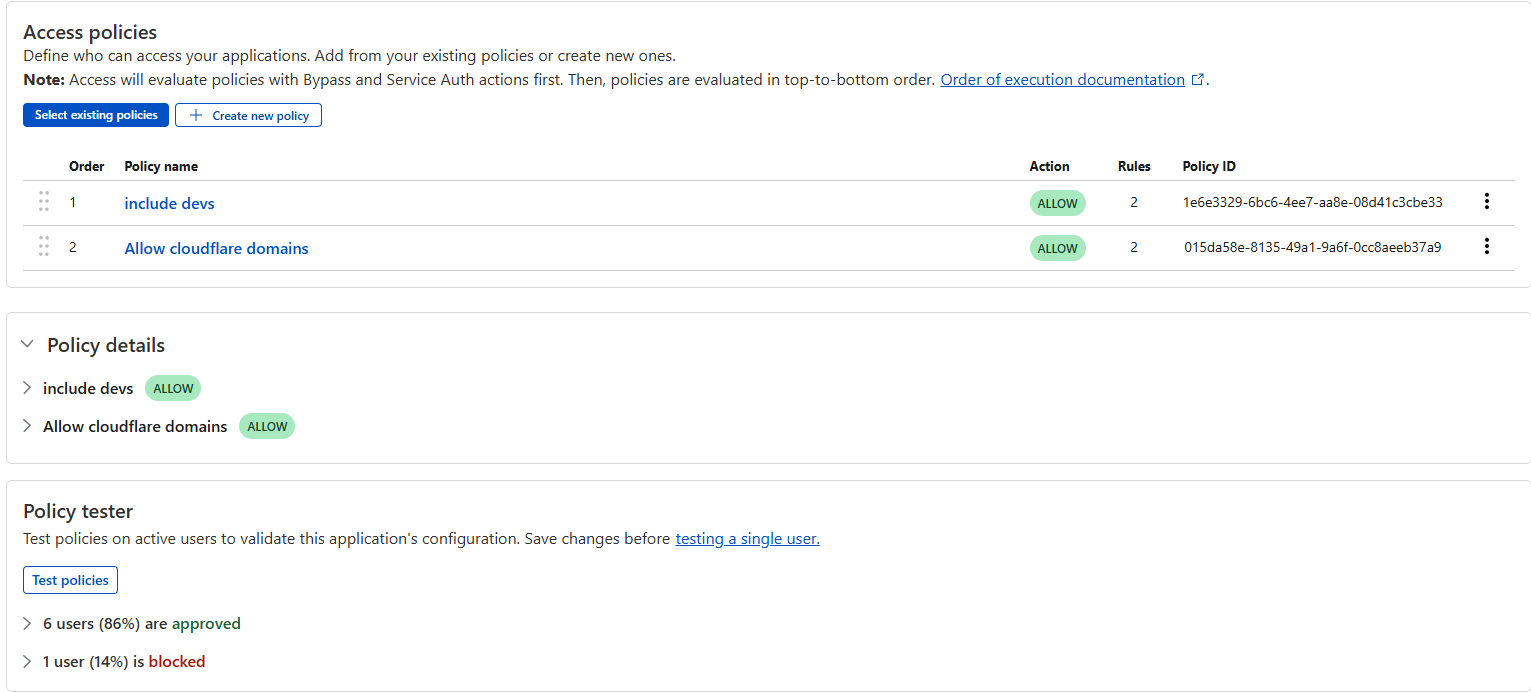 Access policies
Define who can access your applications. Add from your existing policies or create new ones.
Note: Access will evaluate policies with Bypass and Service Auth actions first. Then, policies are evaluated in top-to-bottom order. Order of execution documentation.
Select existing policies + Create new policy
Order Policy name Action Rules Policy ID
1 include devs ALLOW 2 1e6e3329-6bc6-4ee7-aa8e-08d41c3cbe33
2 Allow cloudflare domains ALLOW 2 015da58e-8135-49a1-9a6f-0cc8aeeb37a9
Policy details
include devs ALLOW
Allow cloudflare domains ALLOW
Policy tester
Test policies on active users to validate this application's configuration. Save changes before testing a single user.
Test policies
6 users (86%) are approved
1 user (14%) is blocked